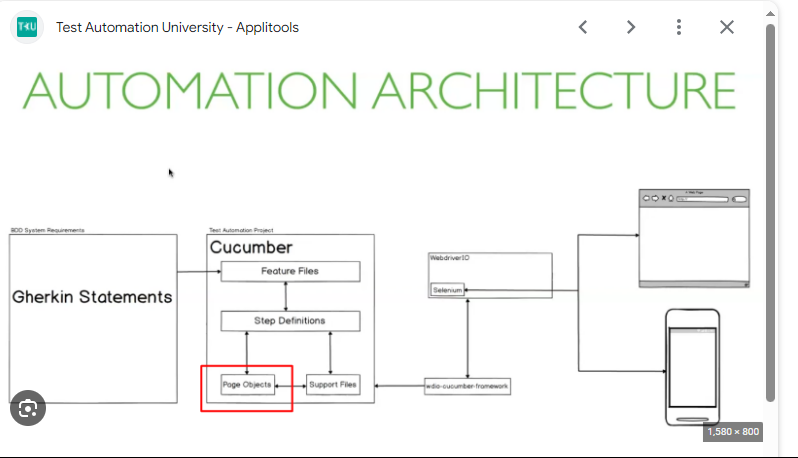 TAU
Test Automation University - Applitools
AUTOMATION ARCHITECTURE
BDD System Requirements
Gherkin Statements
Test Automation Project
Cucumber
Feature Files
Step Definitions
Page Objects
Support Files
WebdriverIO
Selenium
wdio-cucumber-framework
1,580 × 800